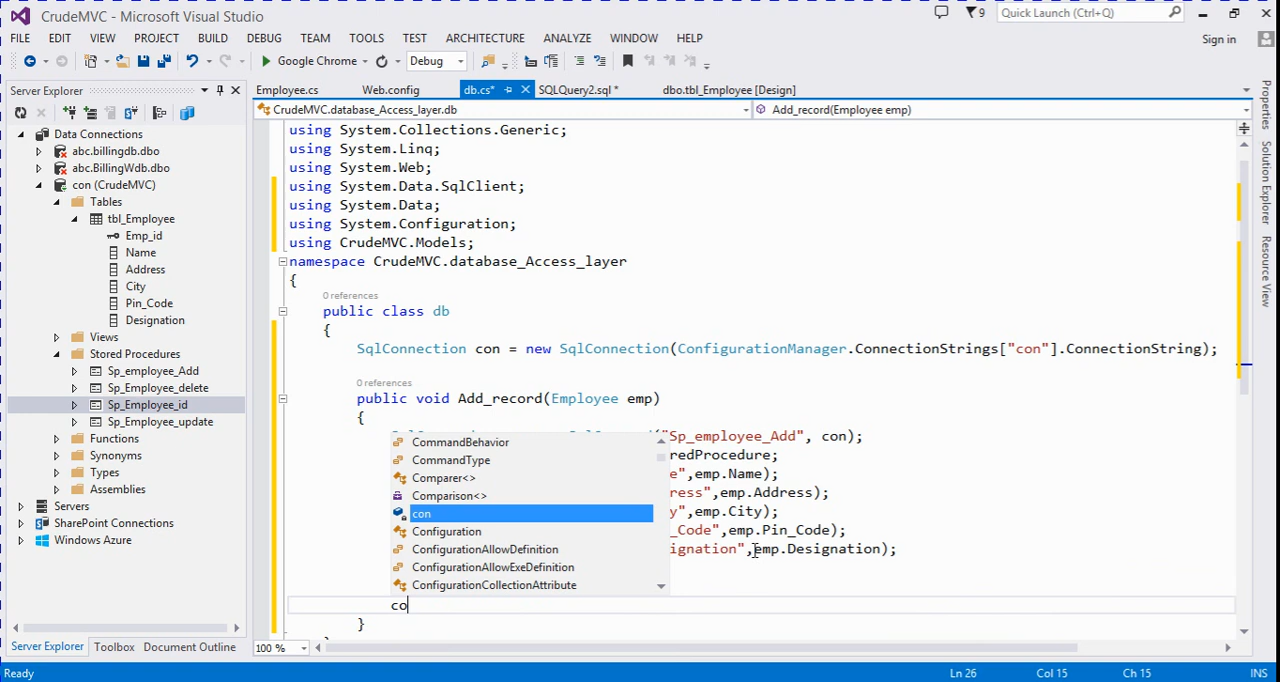 CrudeMVC - Microsoft Visual Studio
9
Quick Launch (Ctrl+Q)
FILE EDIT VIEW PROJECT BUILD DEBUG TEAM TOOLS TEST ARCHITECTURE ANALYZE WINDOW HELP
Sign in
Google Chrome Debug
Server Explorer
Employee.cs Web.config db.cs* SQLQuery2.sql * dbo.tbl_Employee [Design]
CrudeMVC.database_Access_layer.db Add_record(Employee emp)
Data Connections
abc.billingdb.dbo
abc.BillingWdb.dbo
con (CrudeMVC)
Tables
tbl_Employee
Emp_id
Name
Address
City
Pin_Code
Designation
Views
Stored Procedures
Sp_employee_Add
Sp_Employee_delete
Sp_Employee_id
Sp_Employee_update
Functions
Synonyms
Types
Assemblies
Servers
SharePoint Connections
Windows Azure
Server Explorer Toolbox Document Outline
using System.Collections.Generic;
using System.Linq;
using System.Web;
using System.Data.SqlClient;
using System.Data;
using System.Configuration;
using CrudeMVC.Models;
namespace CrudeMVC.database_Access_layer
{
0 references
public class db
{
SqlConnection con = new SqlConnection(ConfigurationManager.ConnectionStrings["con"].ConnectionString);
0 references
public void Add_record(Employee emp)
{
"Sp_employee_Add", con);
redProcedure;
e",emp.Name);
ress",emp.Address);
y",emp.City);
_Code",emp.Pin_Code);
ignation",emp.Designation);
CommandBehavior
CommandType
Comparer<>
Comparison<>
con
Configuration
ConfigurationAllowDefinition
ConfigurationAllowExeDefinition
ConfigurationCollectionAttribute
co
}
100 %
Properties
Solution Explorer
Resource View
Ready Ln 26 Col 15 Ch 15 INS